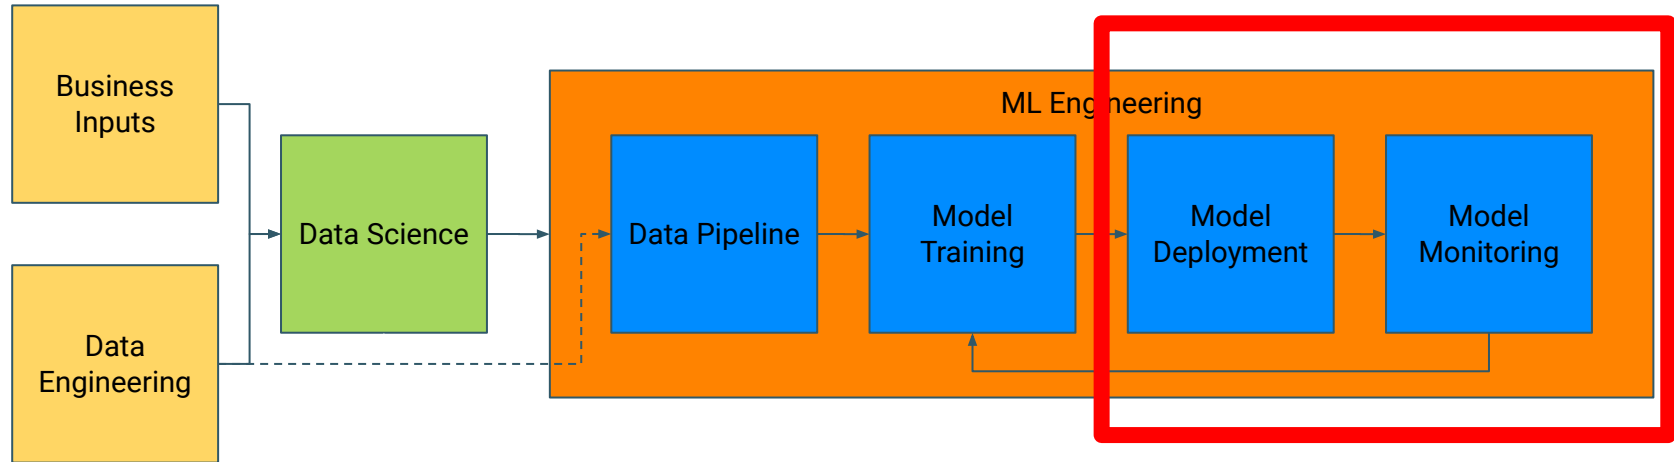 Business
Inputs
Data
Engineering
Data Science
ML Engineering
Data Pipeline
Model
Training
Model
Deployment
Model
Monitoring